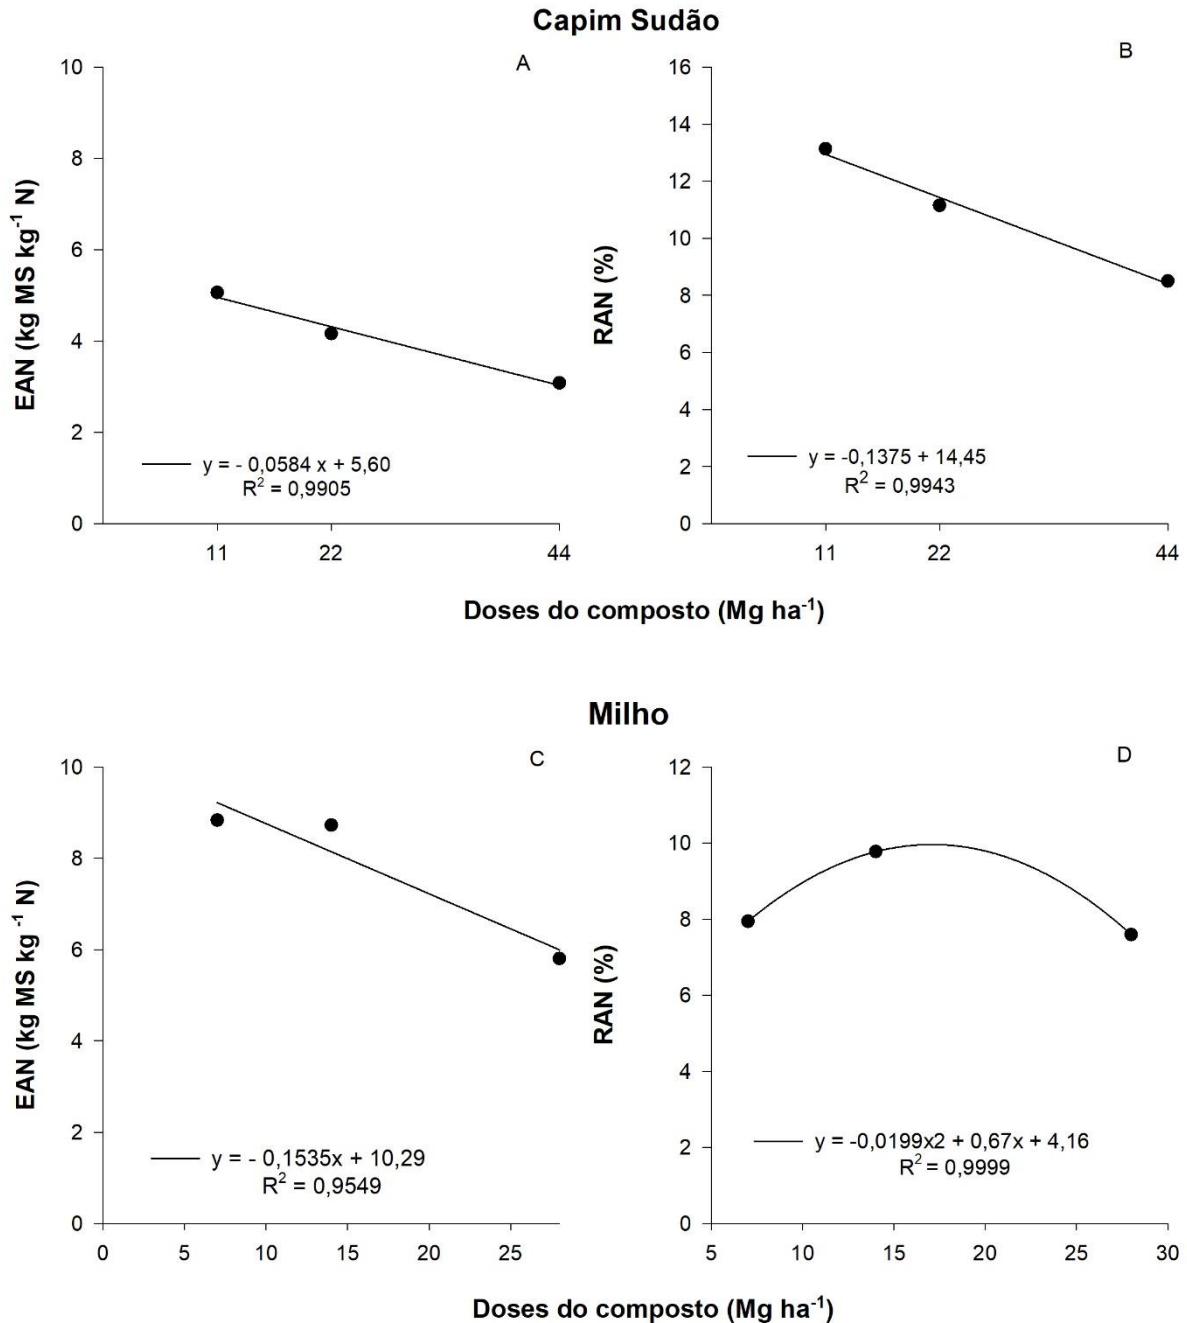 Capim Sudão
A
B
10
8
6
4
2
0
EAN (kg MS kg⁻¹ N)
y = - 0,0584 x + 5,60
R² = 0,9905
11 22 44
16
14
12
10
8
6
4
2
0
RAN (%)
y = -0,1375 + 14,45
R² = 0,9943
11 22 44
Doses do composto (Mg ha⁻¹)
Milho
C
D
10
8
6
4
2
0
EAN (kg MS kg ⁻¹ N)
y = - 0,1535x + 10,29
R² = 0,9549
0 5 10 15 20 25
12
10
8
6
4
2
0
RAN (%)
y = -0,0199x2 + 0,67x + 4,16
R² = 0,9999
5 10 15 20 25 30
Doses do composto (Mg ha⁻¹)